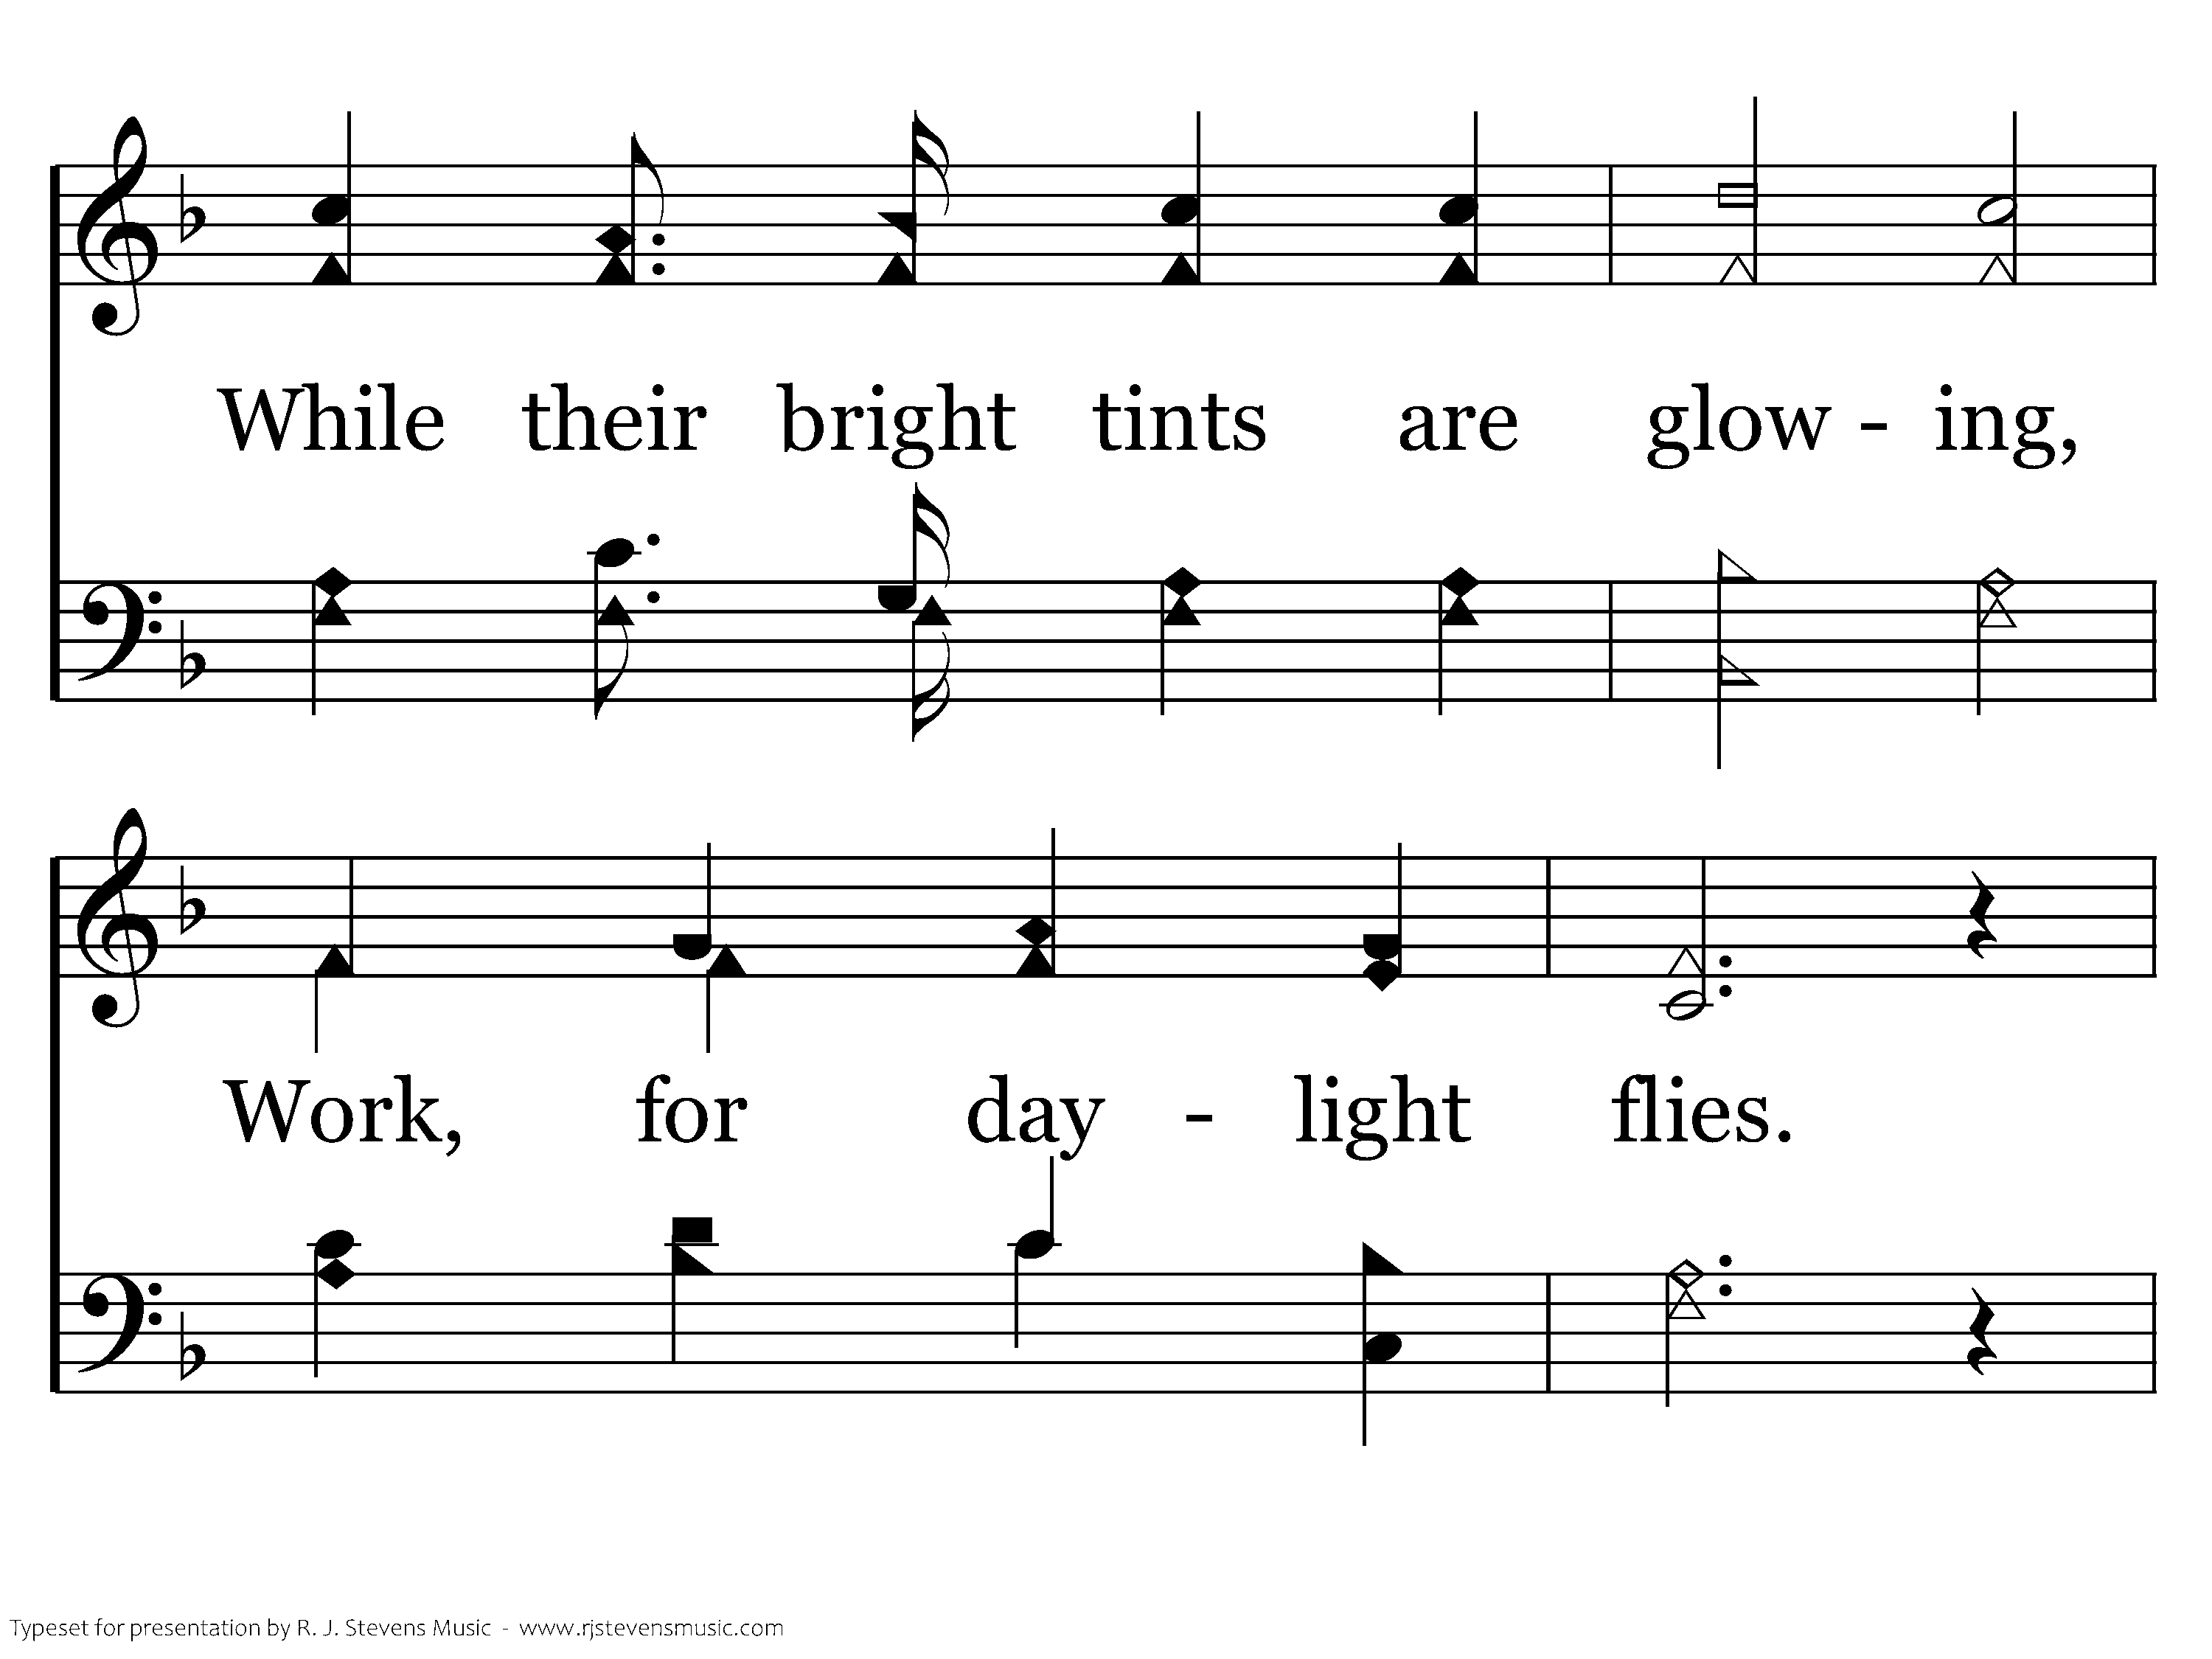 While their bright tints are glow - ing,
Work, for day - light flies.
Typeset for presentation by R. J. Stevens Music - www.rjstevensmusic.com